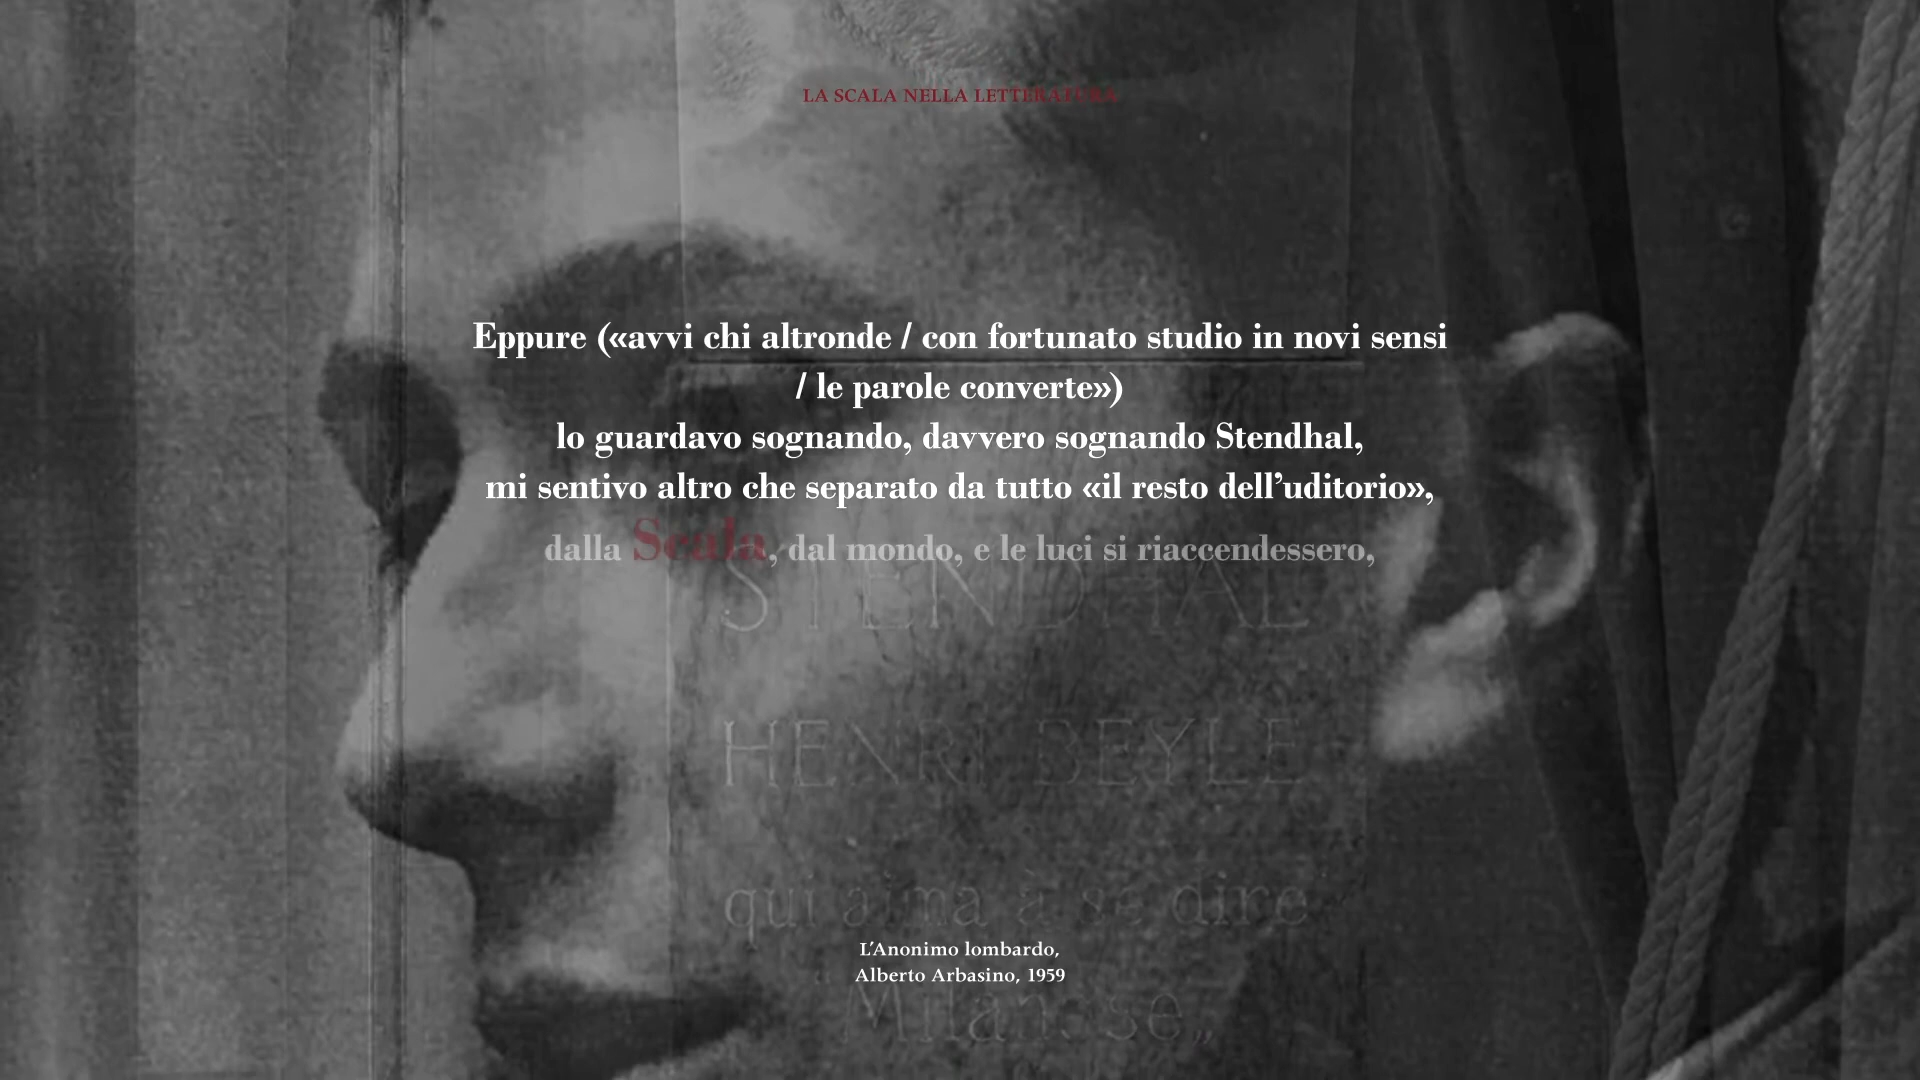 LA SCALA NELLA LETTERATURA
Eppure («avvi chi altronde / con fortunato studio in novi sensi
/ le parole converte»)
lo guardavo sognando, davvero sognando Stendhal,
mi sentivo altro che separato da tutto «il resto dell’uditorio»,
dalla Scala, dal mondo, e le luci si riaccendessero,
STENDHAL
HENRI BEYLE
qui aima à se dire
L’Anonimo lombardo,
Alberto Arbasino, 1959
„Milanese„